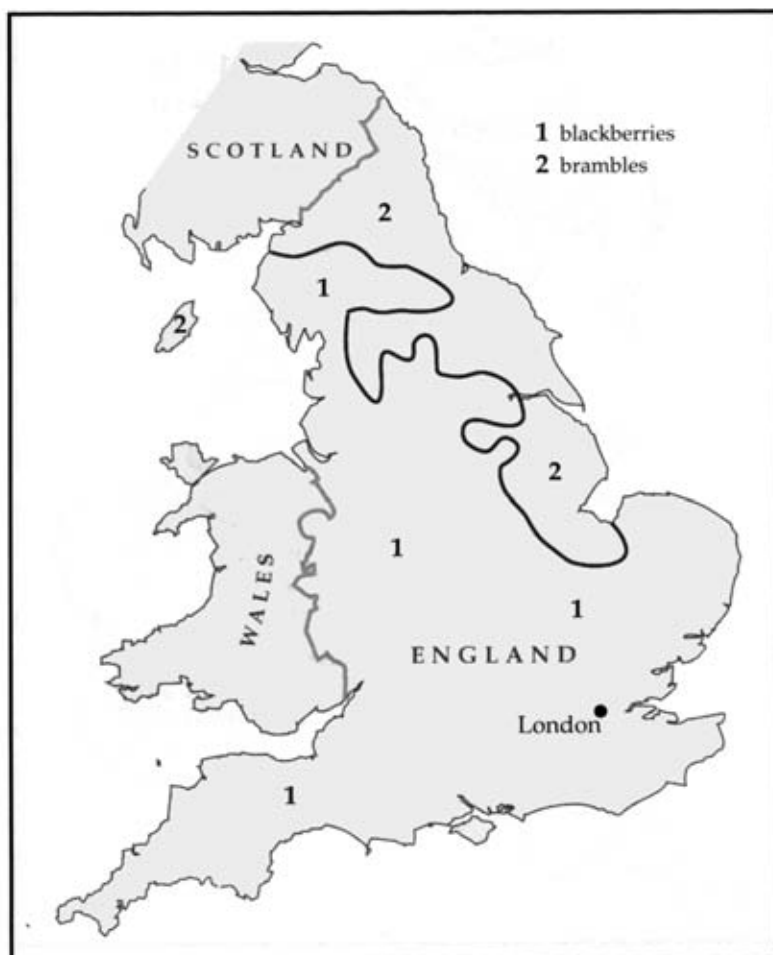 1 blackberries
SCOTLAND
2 brambles
2
1
2
2
1
WALES
1
ENGLAND
London
1